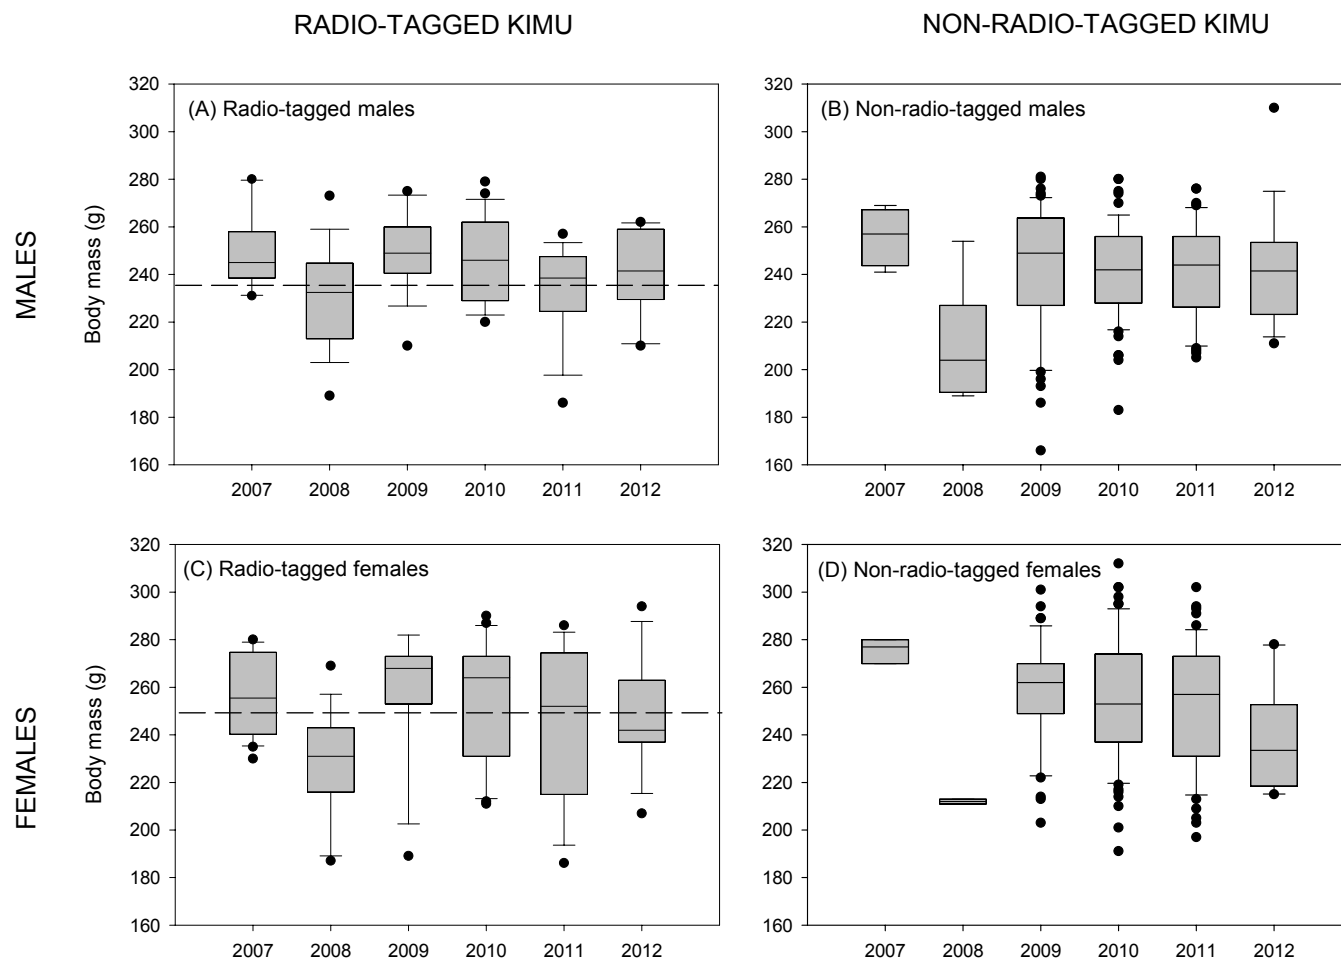 RADIO-TAGGED KIMU
NON-RADIO-TAGGED KIMU
MALES
Body mass (g)
320
300
280
260
240
220
200
180
160
(A) Radio-tagged males
2007 2008 2009 2010 2011 2012
320
300
280
260
240
220
200
180
160
(B) Non-radio-tagged males
2007 2008 2009 2010 2011 2012
FEMALES
Body mass (g)
320
300
280
260
240
220
200
180
160
(C) Radio-tagged females
2007 2008 2009 2010 2011 2012
320
300
280
260
240
220
200
180
160
(D) Non-radio-tagged females
2007 2008 2009 2010 2011 2012